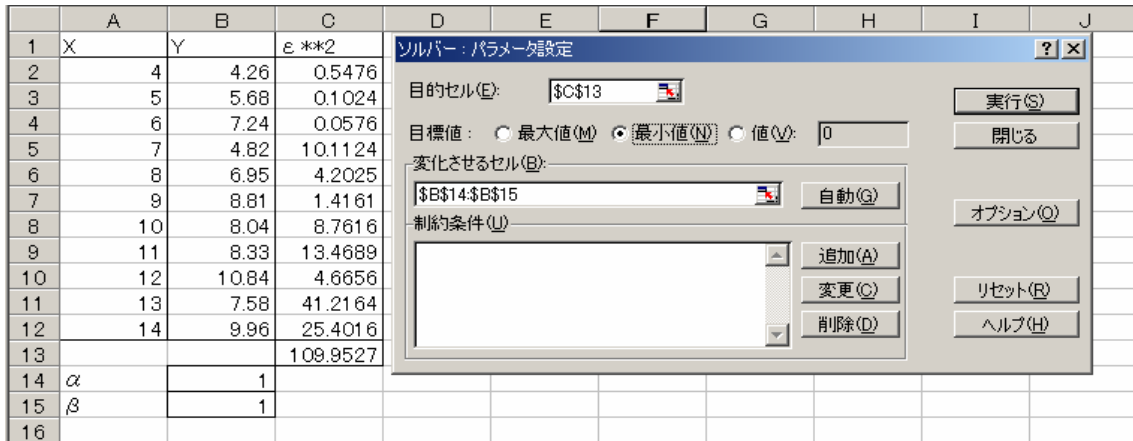 A B C D E F G H I J
1 X Y ε**2
2 4 4.26 0.5476
3 5 5.68 0.1024
4 6 7.24 0.0576
5 7 4.82 10.1124
6 8 6.95 4.2025
7 9 8.81 1.4161
8 10 8.04 8.7616
9 11 8.33 13.4689
10 12 10.84 4.6656
11 13 7.58 41.2164
12 14 9.96 25.4016
13 109.9527
14 α 1
15 β 1
16
ソルバー：パラメータ設定
目的セル(E): $C$13
目標値： 最大値(M) 最小値(N) 値(V): 0
変化させるセル(B):
$B$14:$B$15 自動(G)
制約条件(U)
追加(A)
変更(C)
削除(D)
実行(S)
閉じる
オプション(O)
リセット(R)
ヘルプ(H)